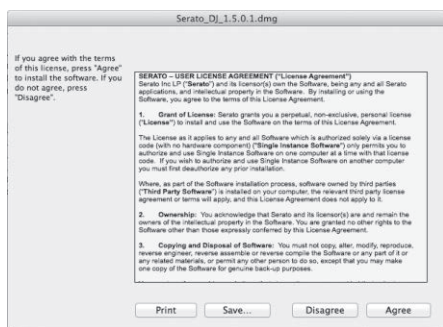 Serato_DJ_1.5.0.1.dmg
If you agree with the terms
of this license, press "Agree"
to install the software. If you
do not agree, press
"Disagree".
SERATO – USER LICENSE AGREEMENT ("License Agreement")
Serato Inc LP ("Serato") and its licensor(s) own the Software, being any and all Serato
applications, and intellectual property in the Software. By installing or using the
Software, you agree to the terms of this License Agreement.
1. Grant of License: Serato grants you a perpetual, non-exclusive, personal license
("License") to install and use the Software on the terms of this License Agreement.
The License as it applies to any and all Software which is authorized solely via a license
code (with no hardware component) ("Single Instance Software") only permits you to
authorize and use Single Instance Software on one computer at a time with that license
code. If you wish to authorize and use Single Instance Software on another computer
you must first deauthorize any prior installation.
Where, as part of the Software installation process, software owned by third parties
("Third Party Software") is installed on your computer, the relevant third party license
agreement or terms will apply, and this License Agreement does not apply to it.
2. Ownership: You acknowledge that Serato and its licensor(s) are and remain the
owners of the intellectual property in the Software. You are granted no other rights to the
Software other than those expressly conferred by this License Agreement.
3. Copying and Disposal of Software: You must not copy, alter, modify, reproduce,
reverse engineer, reverse assemble or reverse compile the Software or any part of it or
any related materials, or permit any other person to do so, except that you may make
one copy of the Software for genuine back-up purposes.
Print Save... Disagree Agree